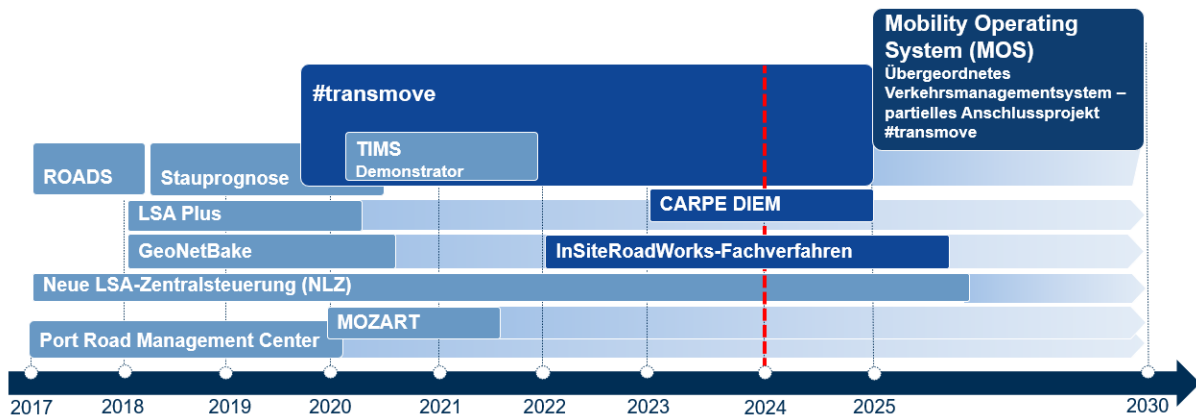 Mobility Operating
System (MOS)
Übergeordnetes
Verkehrsmanagementsystem –
partielles Anschlussprojekt
#transmove
#transmove
TIMS
Demonstrator
ROADS
Stauprognose
LSA Plus
CARPE DIEM
GeoNetBake
InSiteRoadWorks-Fachverfahren
Neue LSA-Zentralsteuerung (NLZ)
MOZART
Port Road Management Center
2017
2018
2019
2020
2021
2022
2023
2024
2025
2030